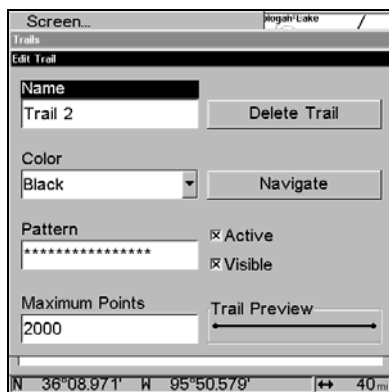 Screen...
Trails
Edit Trail
Name
Trail 2
Delete Trail
Color
Black
Navigate
Pattern
****************
Active
Visible
Maximum Points
2000
Trail Preview
N 36°08.971' W 95°50.579' ↔ 40